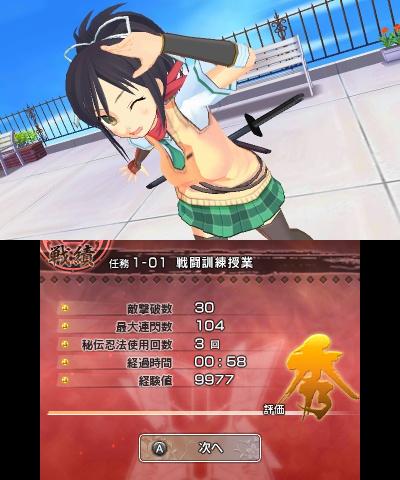 戦績 任務1-01 戦闘訓練授業
敵撃破数 30
最大連閃数 104
秘伝忍法使用回数 3 回
経過時間 00:58
経験値 9977
秀
評価
A 次へ